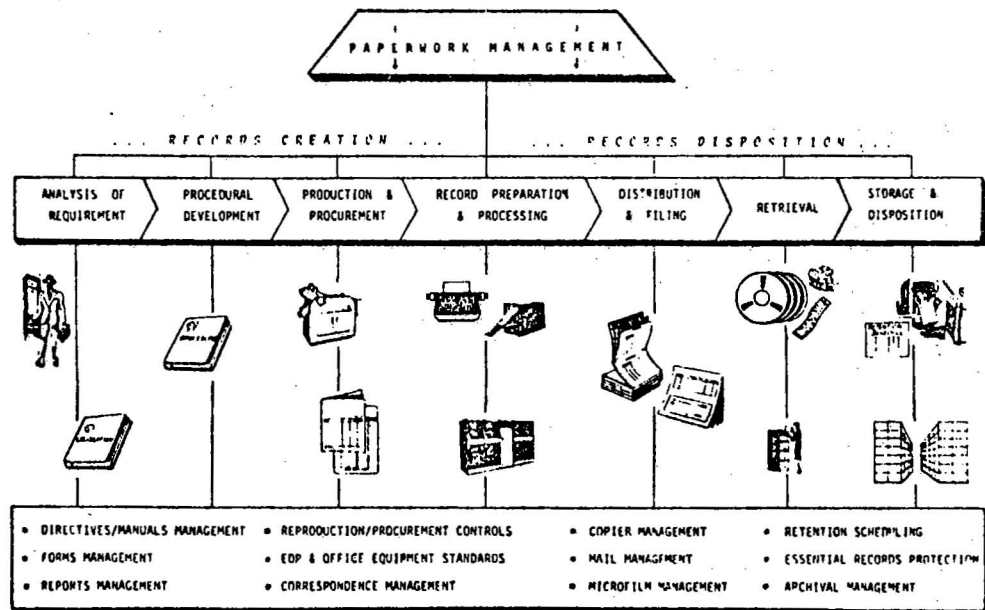 PAPERWORK MANAGEMENT
... RECORDS CREATION ...
... RECORDS DISPOSITION ...
ANALYSIS OF
REQUIREMENT
PROCEDURAL
DEVELOPMENT
PRODUCTION &
PROCUREMENT
RECORD PREPARATION
& PROCESSING
DISTRIBUTION
& FILING
RETRIEVAL
STORAGE &
DISPOSITION
• DIRECTIVES/MANUALS MANAGEMENT
• FORMS MANAGEMENT
• REPORTS MANAGEMENT
• REPRODUCTION/PROCUREMENT CONTROLS
• EDP & OFFICE EQUIPMENT STANDARDS
• CORRESPONDENCE MANAGEMENT
• COPIER MANAGEMENT
• MAIL MANAGEMENT
• MICROFILM MANAGEMENT
• RETENTION SCHEDULING
• ESSENTIAL RECORDS PROTECTION
• ARCHIVAL MANAGEMENT